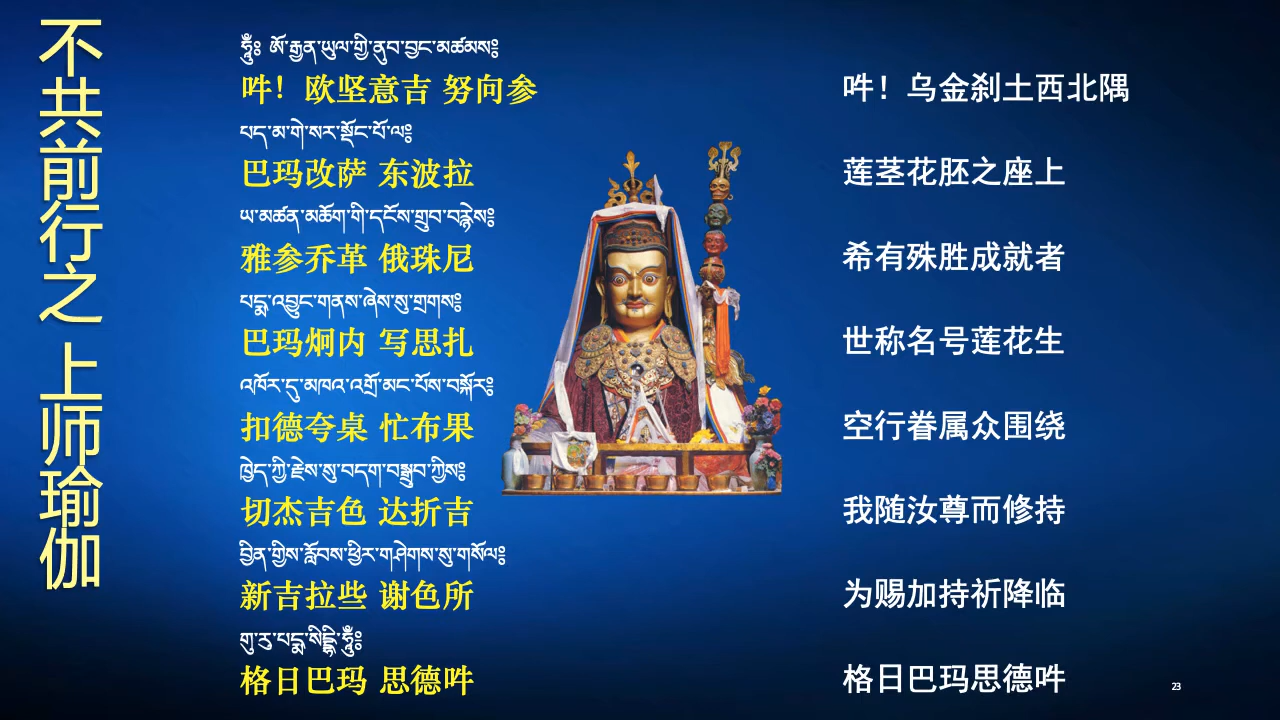 不共前行之 上师瑜伽
ཧཱུྃ༔ ཨོ་རྒྱན་ཡུལ་གྱི་ནུབ་བྱང་མཚམས༔
吽！欧坚意吉 努向参
吽！乌金刹土西北隅
པད་མ་གེ་སར་སྡོང་པོ་ལ༔
巴玛改萨 东波拉
莲茎花胚之座上
ཡ་མཚན་མཆོག་གི་དངོས་གྲུབ་བརྙེས༔
雅参乔革 俄珠尼
希有殊胜成就者
པདྨ་འབྱུང་གནས་ཞེས་སུ་གྲགས༔
巴玛炯内 写思扎
世称名号莲花生
འཁོར་དུ་མཁའ་འགྲོ་མང་པོས་བསྐོར༔
扣德夸桌 忙布果
空行眷属众围绕
ཁྱེད་ཀྱི་རྗེས་སུ་བདག་བསྒྲུབ་ཀྱིས༔
切杰吉色 达折吉
我随汝尊而修持
བྱིན་གྱིས་རློབས་ཕྱིར་གཤེགས་སུ་གསོལ༔
新吉拉些 谢色所
为赐加持祈降临
གུ་རུ་པདྨ་སིདྡྷི་ཧཱུྃ༔
格日巴玛 思德吽
格日巴玛思德吽
23